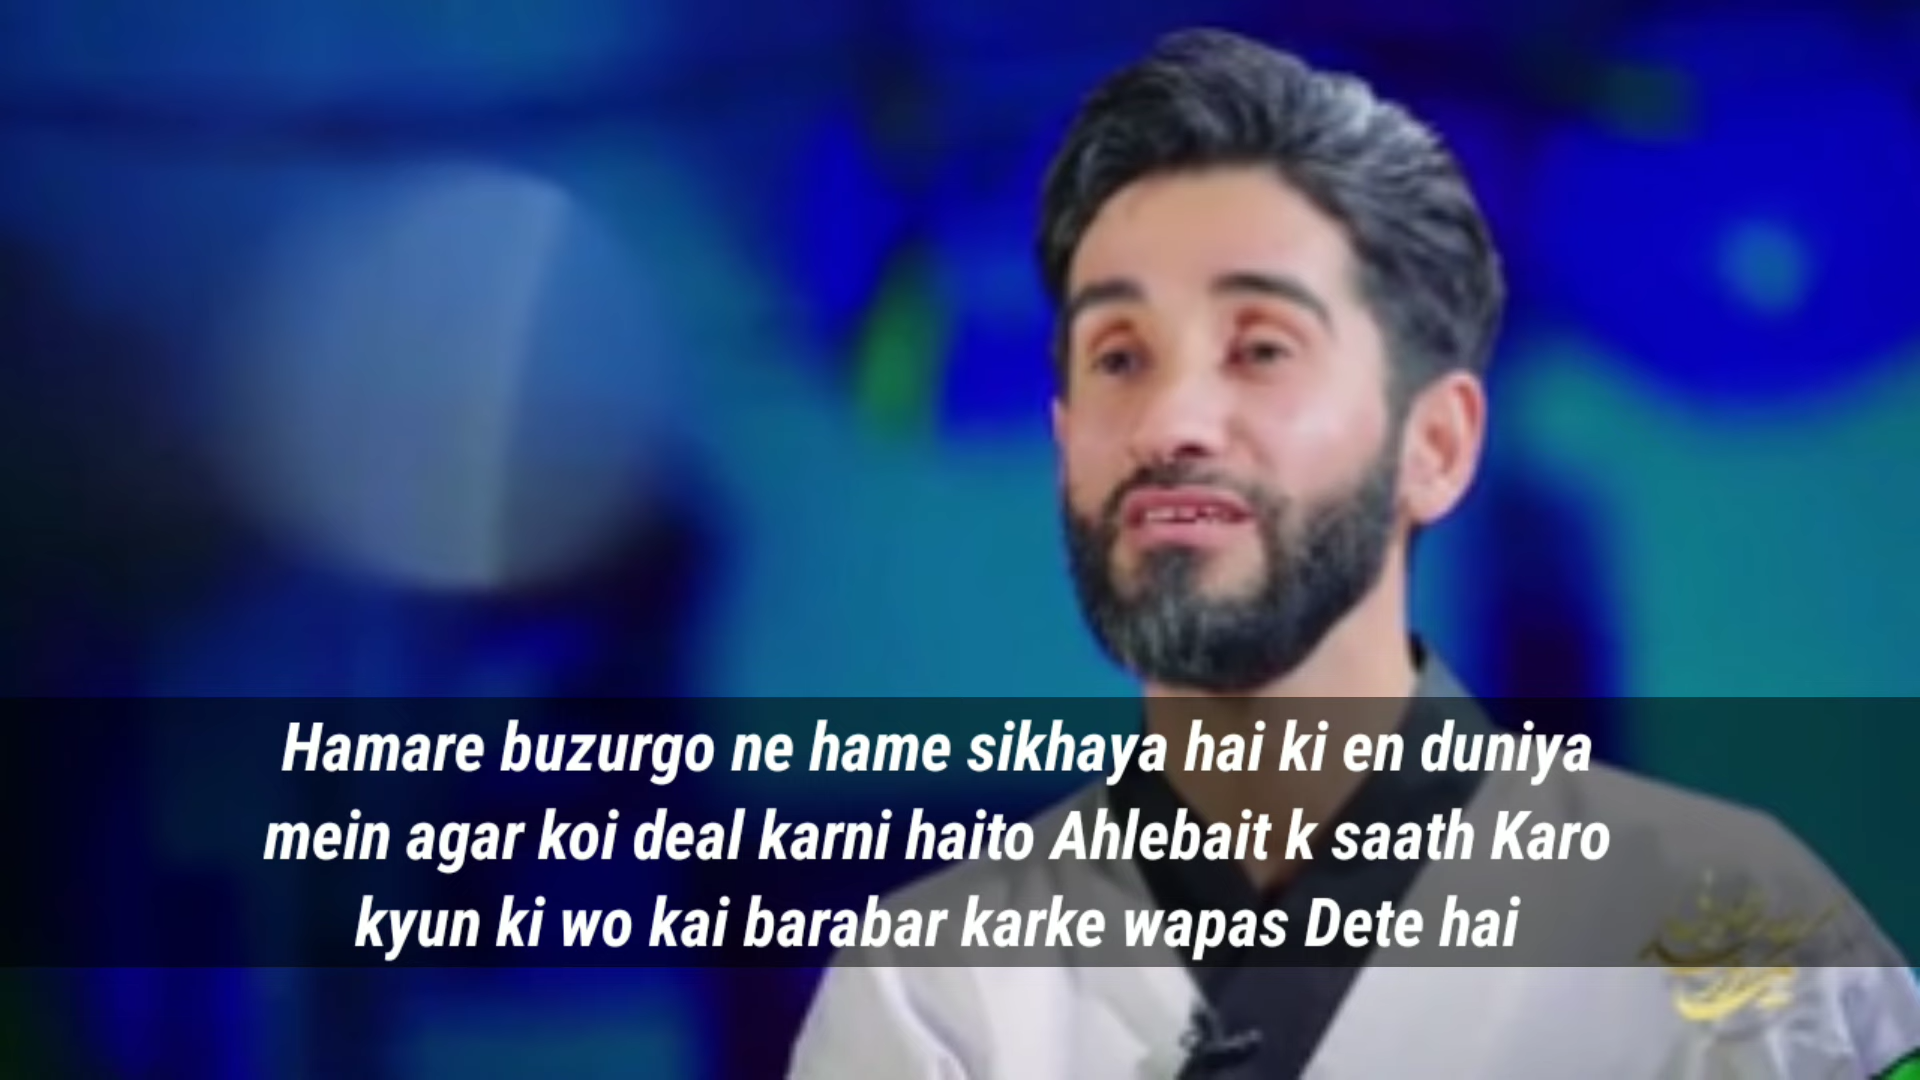 Hamare buzurgo ne hame sikhaya hai ki en duniya
mein agar koi deal karni haito Ahlebait k saath Karo
kyun ki wo kai barabar karke wapas Dete hai